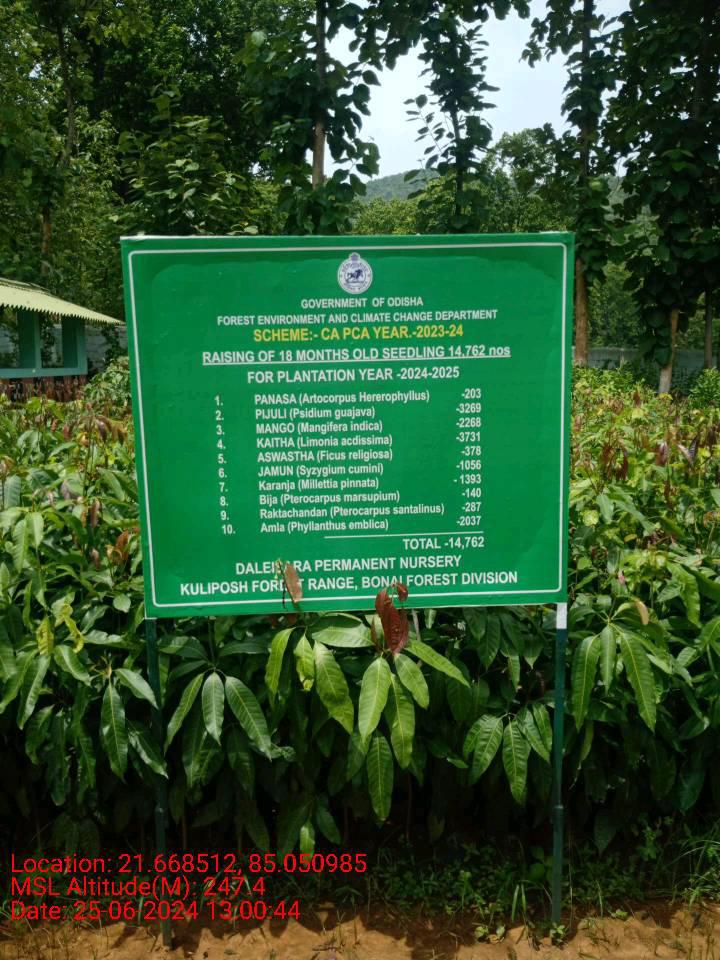 GOVERNMENT OF ODISHA
FOREST ENVIRONMENT AND CLIMATE CHANGE DEPARTMENT
SCHEME:- CA PCA YEAR.-2023-24
RAISING OF 18 MONTHS OLD SEEDLING 14,762 nos
FOR PLANTATION YEAR -2024-2025
1. PANASA (Artocorpus Hererophyllus) -203
2. PIJULI (Psidium guajava) -3269
3. MANGO (Mangifera indica) -2268
4. KAITHA (Limonia acdissima) -3731
5. ASWASTHA (Ficus religiosa) -378
6. JAMUN (Syzygium cumini) -1056
7. Karanja (Millettia pinnata) - 1393
8. Bija (Pterocarpus marsupium) -140
9. Raktachandan (Pterocarpus santalinus) -287
10. Amla (Phyllanthus emblica) -2037
TOTAL -14,762
PERMANENT NURSERY
KULIPOSH FOREST RANGE, BONAI FOREST DIVISION
Location: 21.668512, 85.050985
MSL Altitude(M): 247.4
Date: 25-06 2024 13:00:44